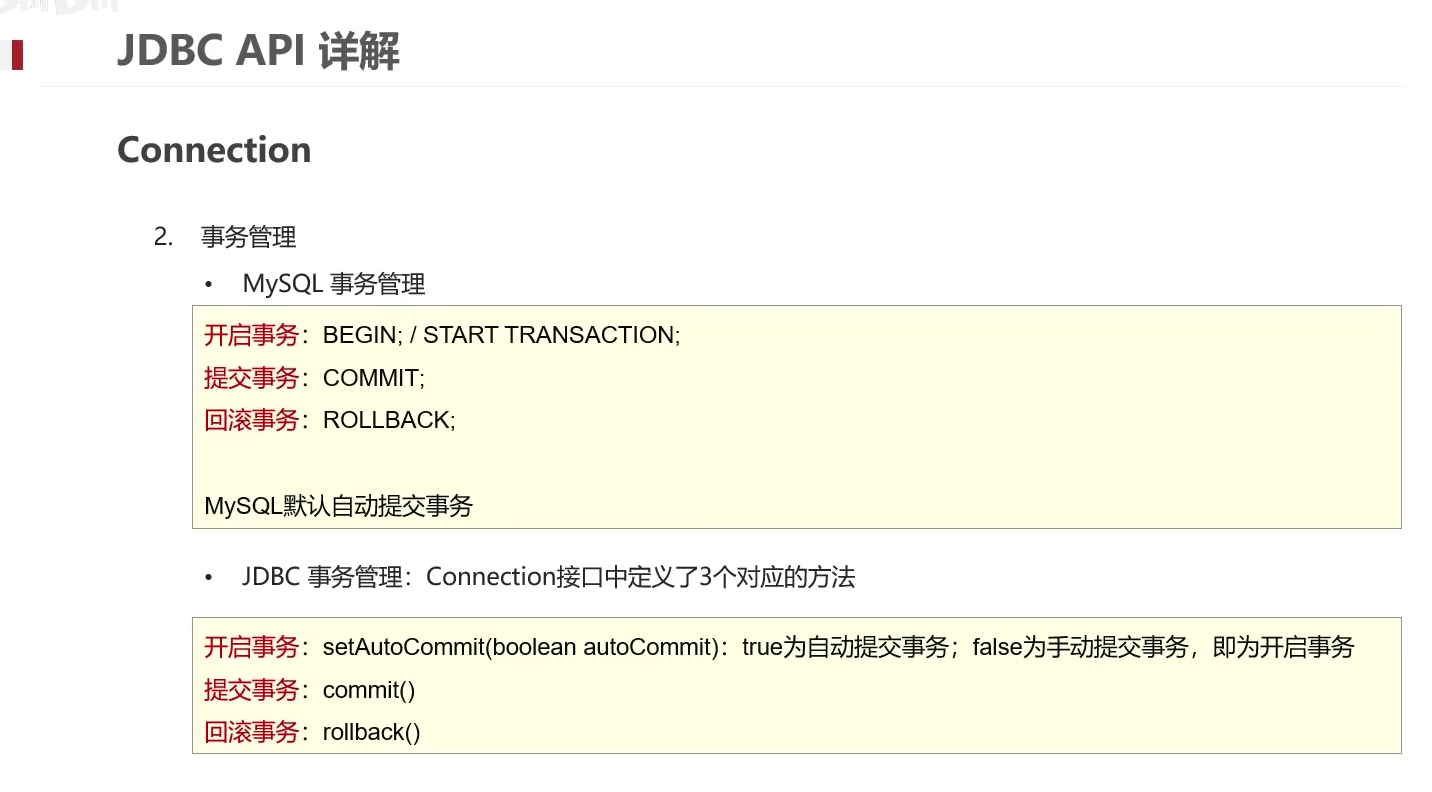 JDBC API 详解
Connection
2. 事务管理
• MySQL 事务管理
开启事务：BEGIN; / START TRANSACTION;
提交事务：COMMIT;
回滚事务：ROLLBACK;
MySQL默认自动提交事务
• JDBC 事务管理：Connection接口中定义了3个对应的方法
开启事务：setAutoCommit(boolean autoCommit)：true为自动提交事务；false为手动提交事务，即为开启事务
提交事务：commit()
回滚事务：rollback()